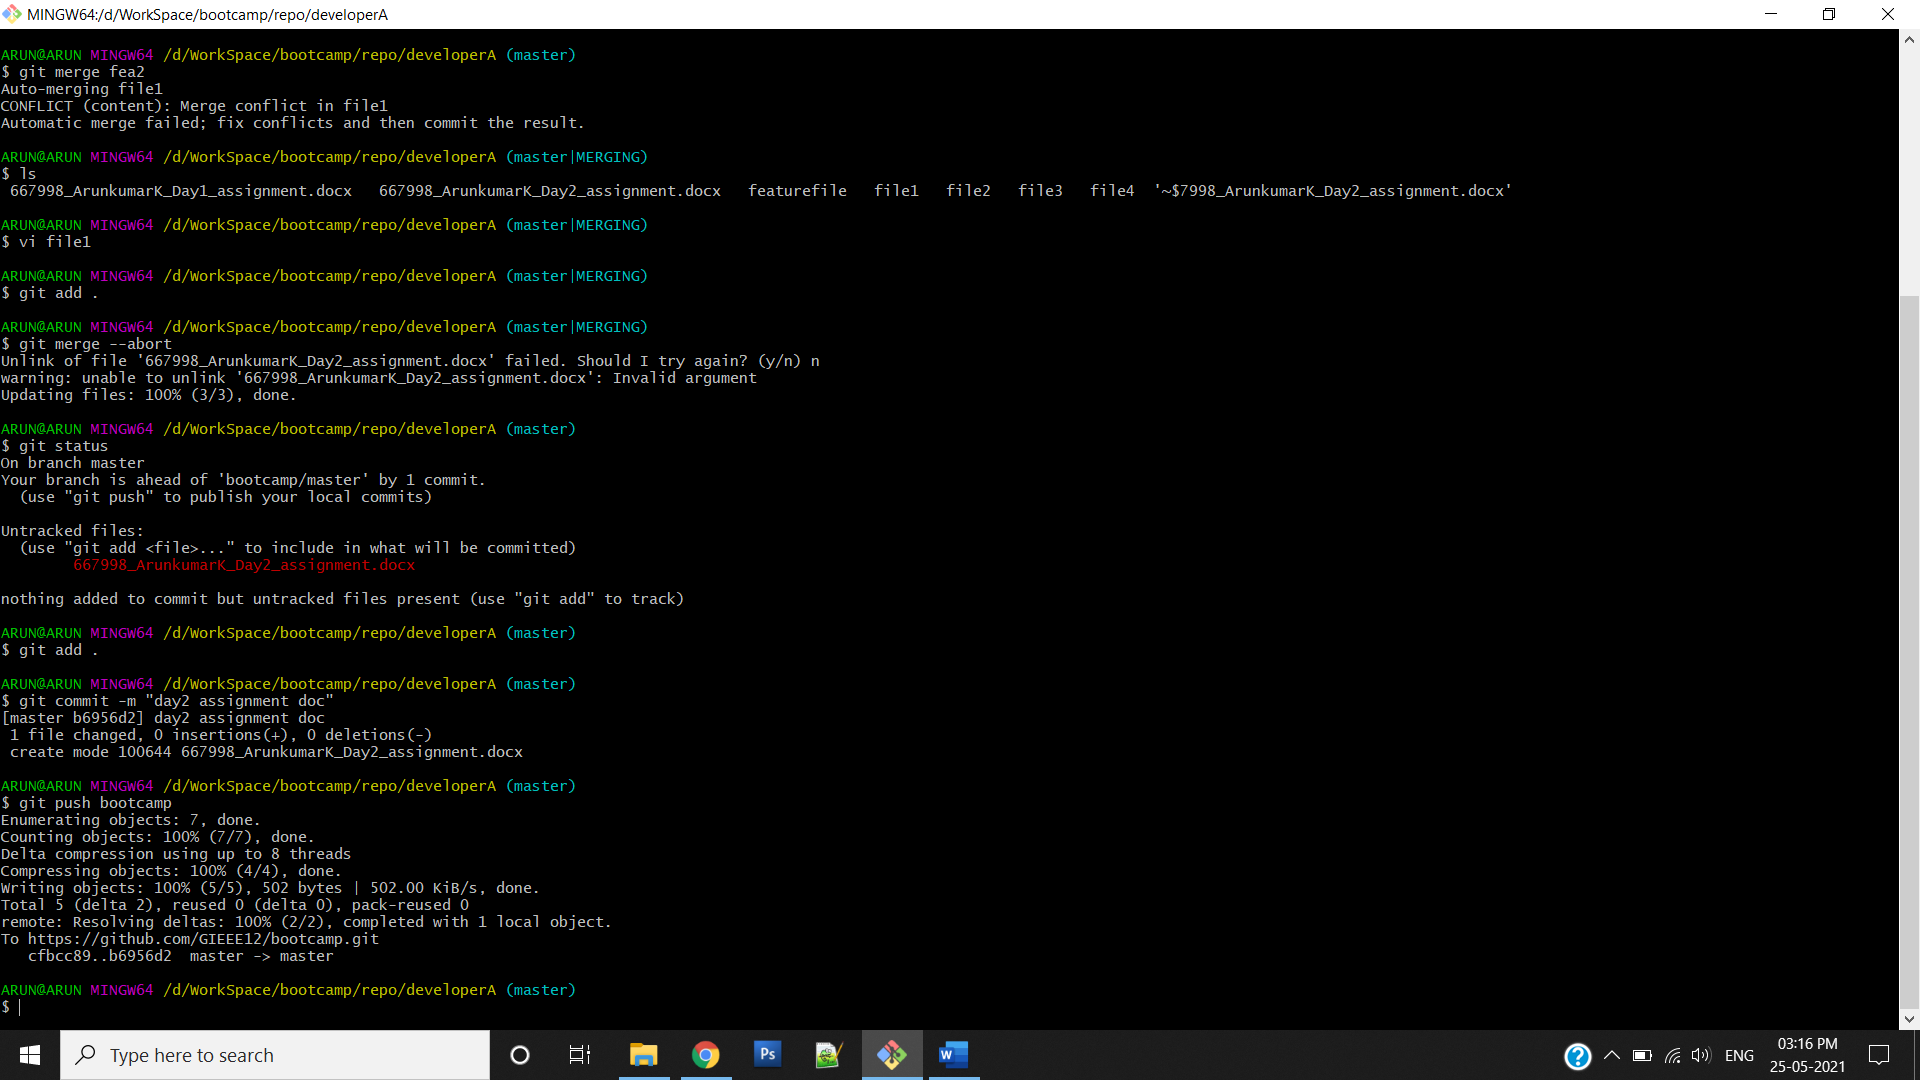 MINGW64:/d/WorkSpace/bootcamp/repo/developerA
ARUN@ARUN MINGW64 /d/WorkSpace/bootcamp/repo/developerA (master)
$ git merge fea2
Auto-merging file1
CONFLICT (content): Merge conflict in file1
Automatic merge failed; fix conflicts and then commit the result.
ARUN@ARUN MINGW64 /d/WorkSpace/bootcamp/repo/developerA (master|MERGING)
$ ls
667998_ArunkumarK_Day1_assignment.docx   667998_ArunkumarK_Day2_assignment.docx   featurefile   file1   file2   file3   file4  '~$7998_ArunkumarK_Day2_assignment.docx'
ARUN@ARUN MINGW64 /d/WorkSpace/bootcamp/repo/developerA (master|MERGING)
$ vi file1
ARUN@ARUN MINGW64 /d/WorkSpace/bootcamp/repo/developerA (master|MERGING)
$ git add .
ARUN@ARUN MINGW64 /d/WorkSpace/bootcamp/repo/developerA (master|MERGING)
$ git merge --abort
Unlink of file '667998_ArunkumarK_Day2_assignment.docx' failed. Should I try again? (y/n) n
warning: unable to unlink '667998_ArunkumarK_Day2_assignment.docx': Invalid argument
Updating files: 100% (3/3), done.
ARUN@ARUN MINGW64 /d/WorkSpace/bootcamp/repo/developerA (master)
$ git status
On branch master
Your branch is ahead of 'bootcamp/master' by 1 commit.
(use "git push" to publish your local commits)
Untracked files:
(use "git add <file>..." to include in what will be committed)
667998_ArunkumarK_Day2_assignment.docx
nothing added to commit but untracked files present (use "git add" to track)
ARUN@ARUN MINGW64 /d/WorkSpace/bootcamp/repo/developerA (master)
$ git add .
ARUN@ARUN MINGW64 /d/WorkSpace/bootcamp/repo/developerA (master)
$ git commit -m "day2 assignment doc"
[master b6956d2] day2 assignment doc
1 file changed, 0 insertions(+), 0 deletions(-)
create mode 100644 667998_ArunkumarK_Day2_assignment.docx
ARUN@ARUN MINGW64 /d/WorkSpace/bootcamp/repo/developerA (master)
$ git push bootcamp
Enumerating objects: 7, done.
Counting objects: 100% (7/7), done.
Delta compression using up to 8 threads
Compressing objects: 100% (4/4), done.
Writing objects: 100% (5/5), 502 bytes | 502.00 KiB/s, done.
Total 5 (delta 2), reused 0 (delta 0), pack-reused 0
remote: Resolving deltas: 100% (2/2), completed with 1 local object.
To https://github.com/GIEEE12/bootcamp.git
cfbcc89..b6956d2  master -> master
ARUN@ARUN MINGW64 /d/WorkSpace/bootcamp/repo/developerA (master)
$
Type here to search
Ps
W
ENG
03:16 PM
25-05-2021